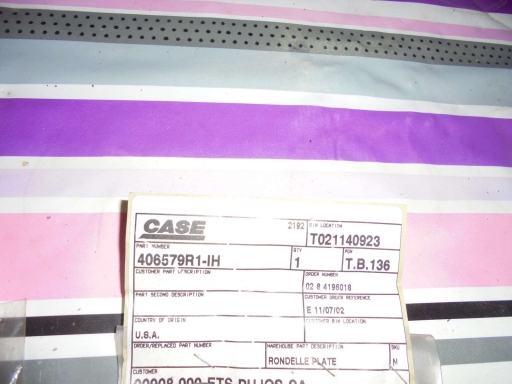 CASE 2192 BIN LOCATION
T021140923
PART NUMBER QTY
406579R1-IH 1 T.B.136
CUSTOMER PART DESCRIPTION ORDER NUMBER
02 8 4196018
PART SECOND DESCRIPTION CUSTOMER ORDER REFERENCE
E 11/07/02
COUNTRY OF ORIGIN CUSTOMER BIN LOCATION
U.S.A.
ORDER/REPLACED PART NUMBER WAREHOUSE PART DESCRIPTION SKU
RONDELLE PLATE N
CUSTOMER